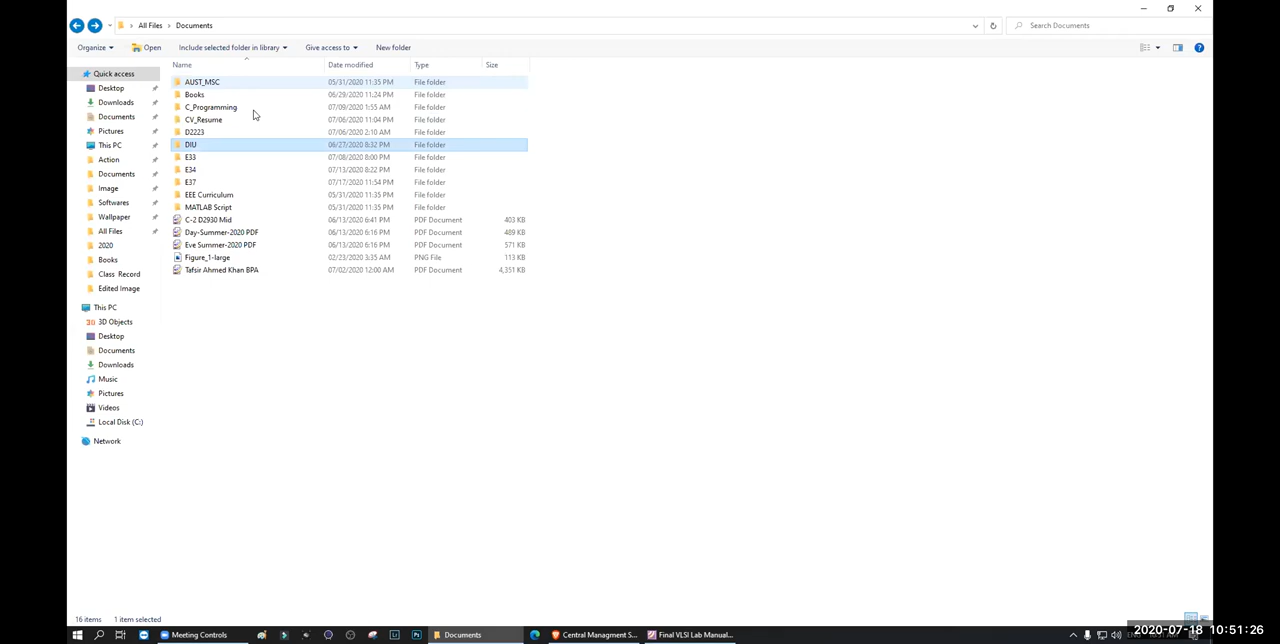 All Files Documents
Search Documents
Organize Open Include selected folder in library Give access to New folder
Name Date modified Type Size
Quick access
Desktop
Downloads
Documents
Pictures
This PC
Action
Documents
Image
Softwares
Wallpaper
All Files
2020
Books
Class Record
Edited Image
This PC
3D Objects
Desktop
Documents
Downloads
Music
Pictures
Videos
Local Disk (C:)
Network
AUST_MSC 05/31/2020 11:35 PM File folder
Books 06/29/2020 11:24 PM File folder
C_Programming 07/09/2020 1:55 AM File folder
CV_Resume 07/06/2020 11:04 PM File folder
D2223 07/06/2020 2:10 AM File folder
DIU 06/27/2020 8:32 PM File folder
E33 07/08/2020 8:00 PM File folder
E34 07/13/2020 8:22 PM File folder
E37 07/17/2020 11:54 PM File folder
EEE Curriculum 05/31/2020 11:35 PM File folder
MATLAB Script 05/31/2020 11:35 PM File folder
C-2 D2930 Mid 06/13/2020 6:41 PM PDF Document 403 KB
Day-Summer-2020 PDF 06/13/2020 6:16 PM PDF Document 489 KB
Eve Summer-2020 PDF 06/13/2020 6:16 PM PDF Document 571 KB
Figure_1-large 02/23/2020 3:35 AM PNG File 113 KB
Tafsir Ahmed Khan BPA 07/02/2020 12:00 AM PDF Document 4,351 KB
16 items 1 item selected
Meeting Controls Documents Central Managment S... Final VLSI Lab Manual...
2020-07-18 10:51:26